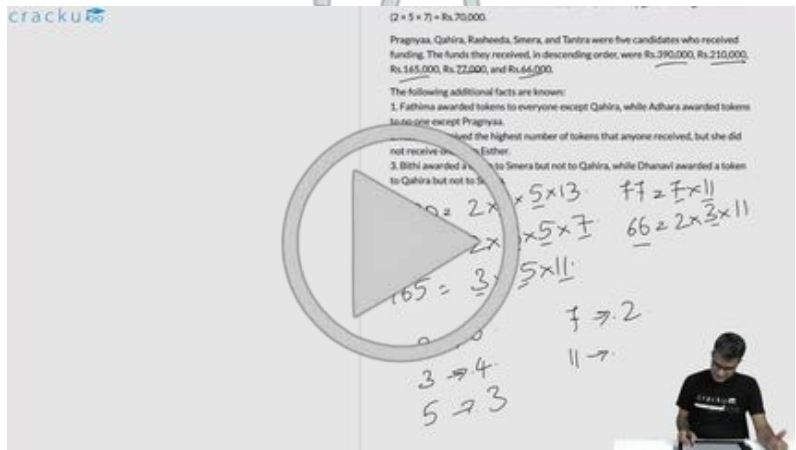 cracku
(2 × 5 × 7) = Rs.70,000.
Pragnyaa, Qahira, Rasheeda, Smera, and Tantra were five candidates who received
funding. The funds they received, in descending order, were Rs.390,000, Rs.210,000,
Rs.165,000, Rs.77,000, and Rs.66,000.
The following additional facts are known:
1. Fathima awarded tokens to everyone except Qahira, while Adhara awarded tokens
to no one except Pragnyaa.
received the highest number of tokens that anyone received, but she did
not receive Esther.
3. Bithi awarded a to Smera but not to Qahira, while Dhanavi awarded a token
to Qahira but not to
= 2× ×5×13 77=7×11
2× ×5×7 66=2×3×11
165 = 3× 5×11
7→2
3→4 11→
5→3
cracku